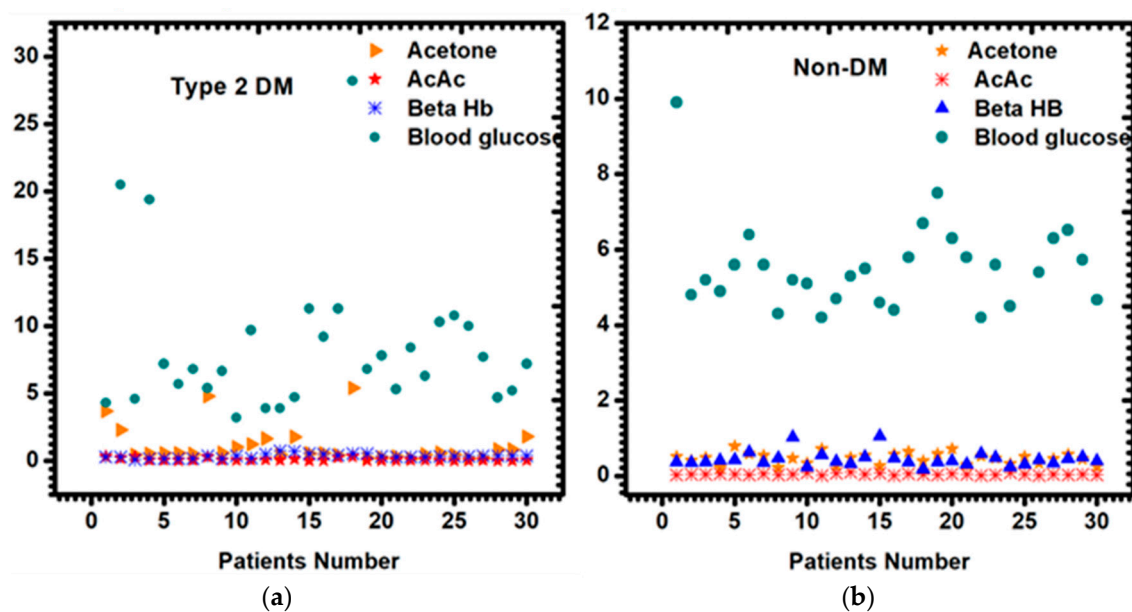 30
25
20
15
10
5
0
Type 2 DM
Acetone
AcAc
Beta Hb
Blood glucose
0 5 10 15 20 25 30
Patients Number
(a)
12
10
8
6
4
2
0
Non-DM
Acetone
AcAc
Beta HB
Blood glucose
0 5 10 15 20 25 30
Patients Number
(b)